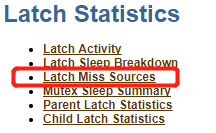 Latch Statistics
Latch Activity
Latch Sleep Breakdown
Latch Miss Sources
Mutex Sleep Summary
Parent Latch Statistics
Child Latch Statistics